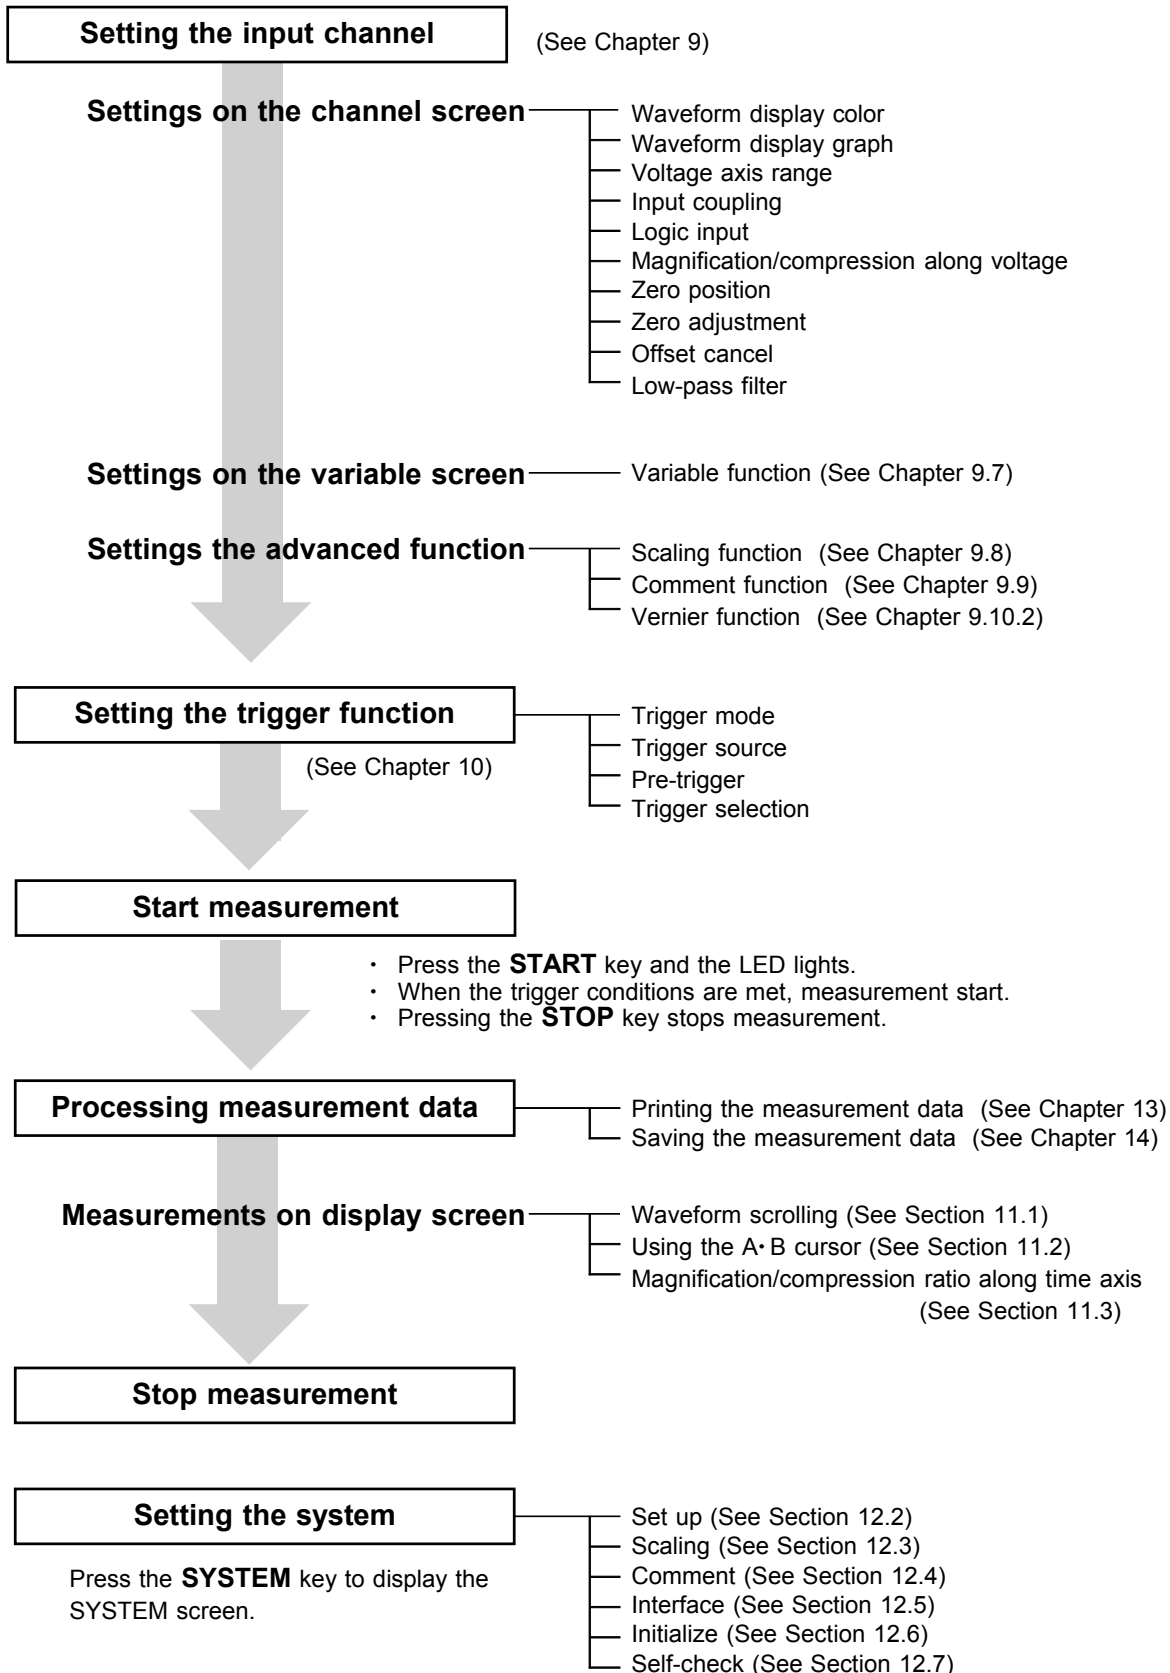 Setting the input channel
(See Chapter 9)
Settings on the channel screen
Waveform display color
Waveform display graph
Voltage axis range
Input coupling
Logic input
Magnification/compression along voltage
Zero position
Zero adjustment
Offset cancel
Low-pass filter
Settings on the variable screen
Variable function (See Chapter 9.7)
Settings the advanced function
Scaling function (See Chapter 9.8)
Comment function (See Chapter 9.9)
Vernier function (See Chapter 9.10.2)
Setting the trigger function
(See Chapter 10)
Trigger mode
Trigger source
Pre-trigger
Trigger selection
Start measurement
・ Press the START key and the LED lights.
・ When the trigger conditions are met, measurement start.
・ Pressing the STOP key stops measurement.
Processing measurement data
Printing the measurement data (See Chapter 13)
Saving the measurement data (See Chapter 14)
Measurements on display screen
Waveform scrolling (See Section 11.1)
Using the A・B cursor (See Section 11.2)
Magnification/compression ratio along time axis
(See Section 11.3)
Stop measurement
Setting the system
Press the SYSTEM key to display the
SYSTEM screen.
Set up (See Section 12.2)
Scaling (See Section 12.3)
Comment (See Section 12.4)
Interface (See Section 12.5)
Initialize (See Section 12.6)
Self-check (See Section 12.7)